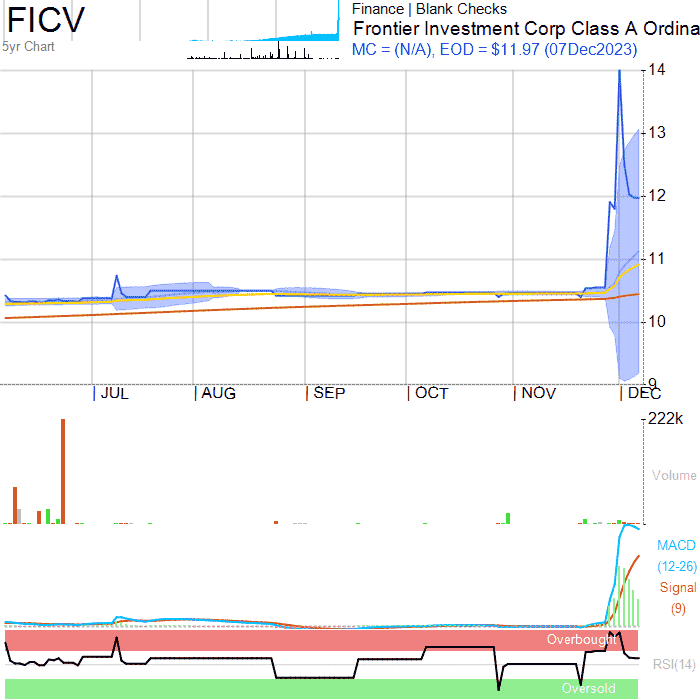 FICV
5yr Chart
Finance | Blank Checks
Frontier Investment Corp Class A Ordina
MC = (N/A), EOD = $11.97 (07Dec2023)
14
13
12
11
10
9
JUL
AUG
SEP
OCT
NOV
DEC
222k
Volume
MACD
(12-26)
Signal
(9)
Overbought
RSI(14)
Oversold